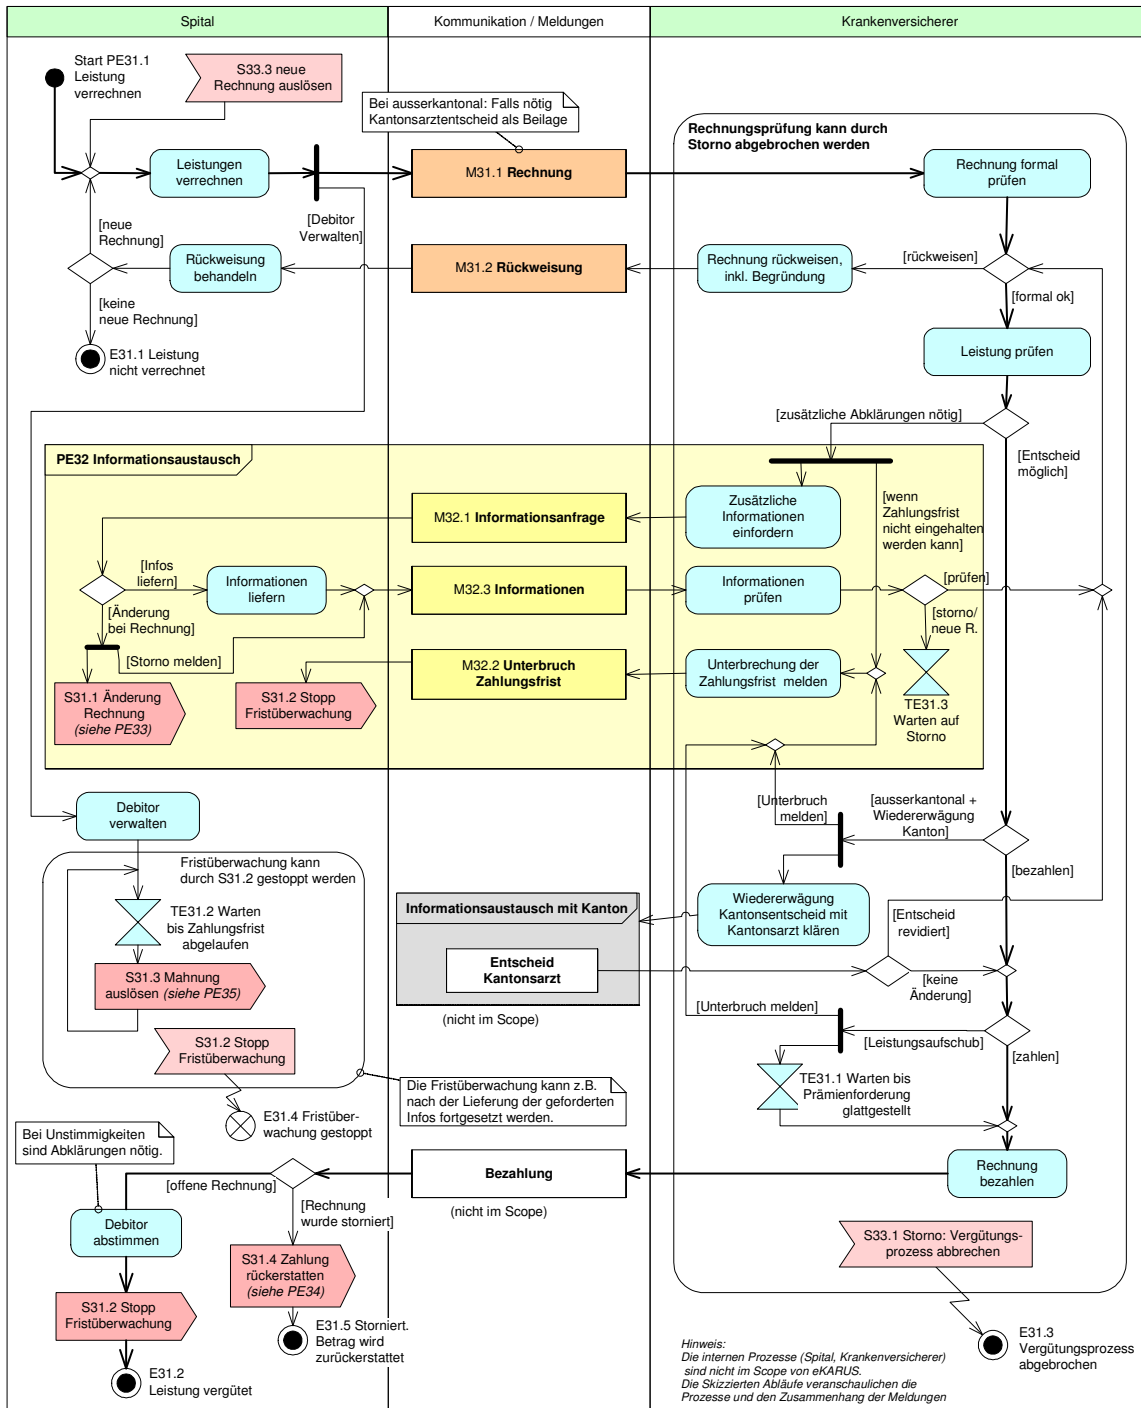 Spital
Kommunikation / Meldungen
Krankenversicherer
Start PE31.1
Leistung
verrechnen
S33.3 neue
Rechnung auslösen
Bei ausserkantonal: Falls nötig
Kantonsarztentscheid als Beilage
Rechnungsprüfung kann durch
Storno abgebrochen werden
Leistungen
verrechnen
M31.1 Rechnung
Rechnung formal
prüfen
[Debitor
Verwalten]
[neue
Rechnung]
Rückweisung
behandeln
M31.2 Rückweisung
Rechnung rückweisen,
inkl. Begründung
[rückweisen]
[formal ok]
[keine
neue Rechnung]
E31.1 Leistung
nicht verrechnet
Leistung prüfen
[zusätzliche Abklärungen nötig]
[Entscheid
möglich]
PE32 Informationsaustausch
M32.1 Informationsanfrage
Zusätzliche
Informationen
einfordern
[wenn
Zahlungsfrist
nicht eingehalten
werden kann]
[Infos
liefern]
Informationen
liefern
M32.3 Informationen
Informationen
prüfen
[prüfen]
[Änderung
bei Rechnung]
[storno/
neue R.
[Storno melden]
M32.2 Unterbruch
Zahlungsfrist
Unterbrechung der
Zahlungsfrist melden
S31.1 Änderung
Rechnung
(siehe PE33)
S31.2 Stopp
Fristüberwachung
TE31.3
Warten auf
Storno
Debitor
verwalten
[Unterbruch
melden]
[ausserkantonal +
Wiedererwägung
Kanton]
[bezahlen]
Fristüberwachung kann
durch S31.2 gestoppt werden
TE31.2 Warten
bis Zahlungsfrist
abgelaufen
Informationsaustausch mit Kanton
Wiedererwägung
Kantonsentscheid mit
Kantonsarzt klären
[Entscheid
revidiert]
Entscheid
Kantonsarzt
S31.3 Mahnung
auslösen (siehe PE35)
[keine
Änderung]
(nicht im Scope)
[Unterbruch melden]
S31.2 Stopp
Fristüberwachung
[Leistungsaufschub]
[zahlen]
Die Fristüberwachung kann z.B.
nach der Lieferung der geforderten
Infos fortgesetzt werden.
TE31.1 Warten bis
Prämienforderung
glattgestellt
E31.4 Fristüber-
wachung gestoppt
Bei Unstimmigkeiten
sind Abklärungen nötig.
[offene Rechnung]
Bezahlung
Rechnung
bezahlen
(nicht im Scope)
[Rechnung
wurde storniert]
Debitor
abstimmen
S33.1 Storno: Vergütungs-
prozess abbrechen
S31.4 Zahlung
rückerstatten
(siehe PE34)
S31.2 Stopp
Fristüberwachung
E31.5 Storniert.
Betrag wird
zurückerstattet
E31.3
Vergütungsprozess
abgebrochen
E31.2
Leistung vergütet
Hinweis:
Die internen Prozesse (Spital, Krankenversicherer)
sind nicht im Scope von eKARUS.
Die Skizzierten Abläufe veranschaulichen die
Prozesse und den Zusammenhang der Meldungen